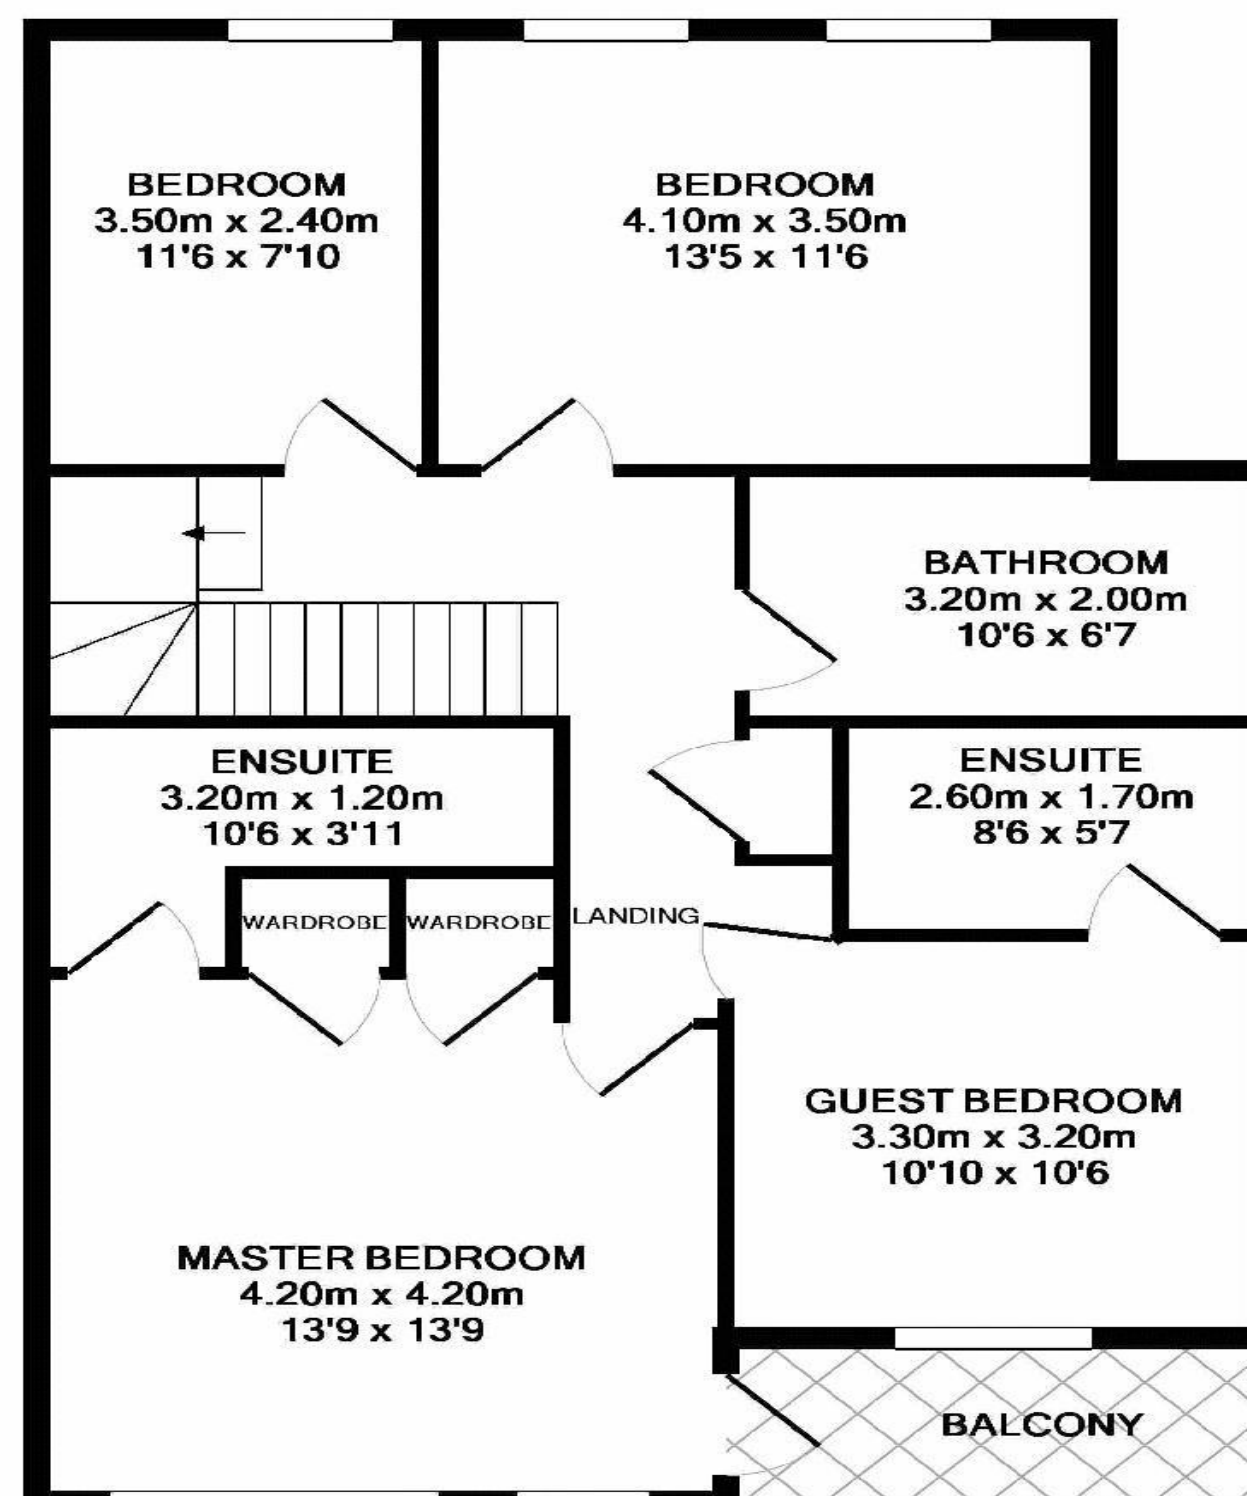 BEDROOM
3.50m x 2.40m
11'6 x 7'10
BEDROOM
4.10m x 3.50m
13'5 x 11'6
BATHROOM
3.20m x 2.00m
10'6 x 6'7
ENSUITE
3.20m x 1.20m
10'6 x 3'11
ENSUITE
2.60m x 1.70m
8'6 x 5'7
WARDROBE
WARDROBE
LANDING
GUEST BEDROOM
3.30m x 3.20m
10'10 x 10'6
MASTER BEDROOM
4.20m x 4.20m
13'9 x 13'9
BALCONY